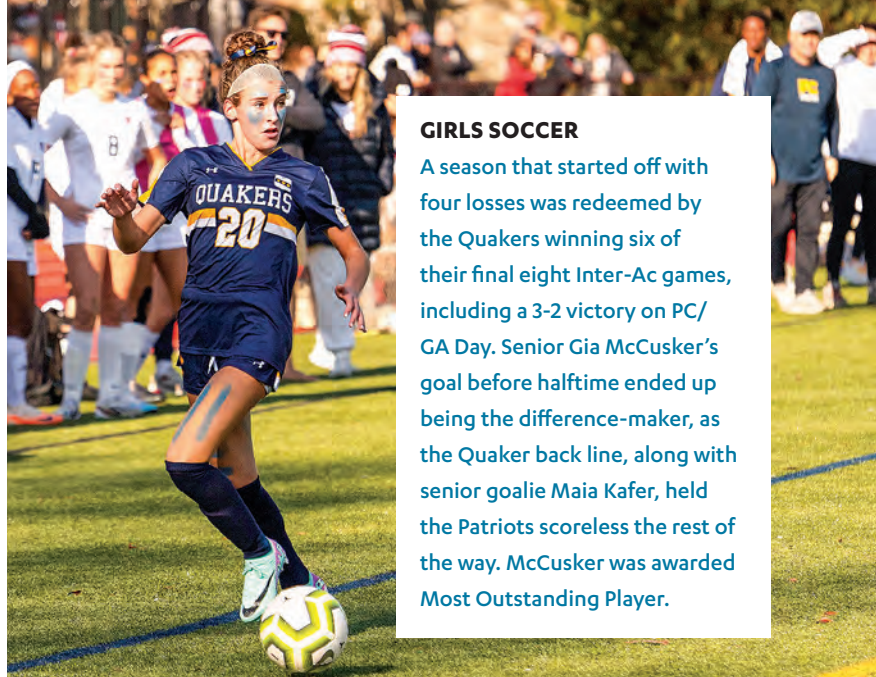 QUAKERS
20
8
GIRLS SOCCER
A season that started off with
four losses was redeemed by
the Quakers winning six of
their final eight Inter-Ac games,
including a 3-2 victory on PC/
GA Day. Senior Gia McCusker’s
goal before halftime ended up
being the difference-maker, as
the Quaker back line, along with
senior goalie Maia Kafer, held
the Patriots scoreless the rest of
the way. McCusker was awarded
Most Outstanding Player.